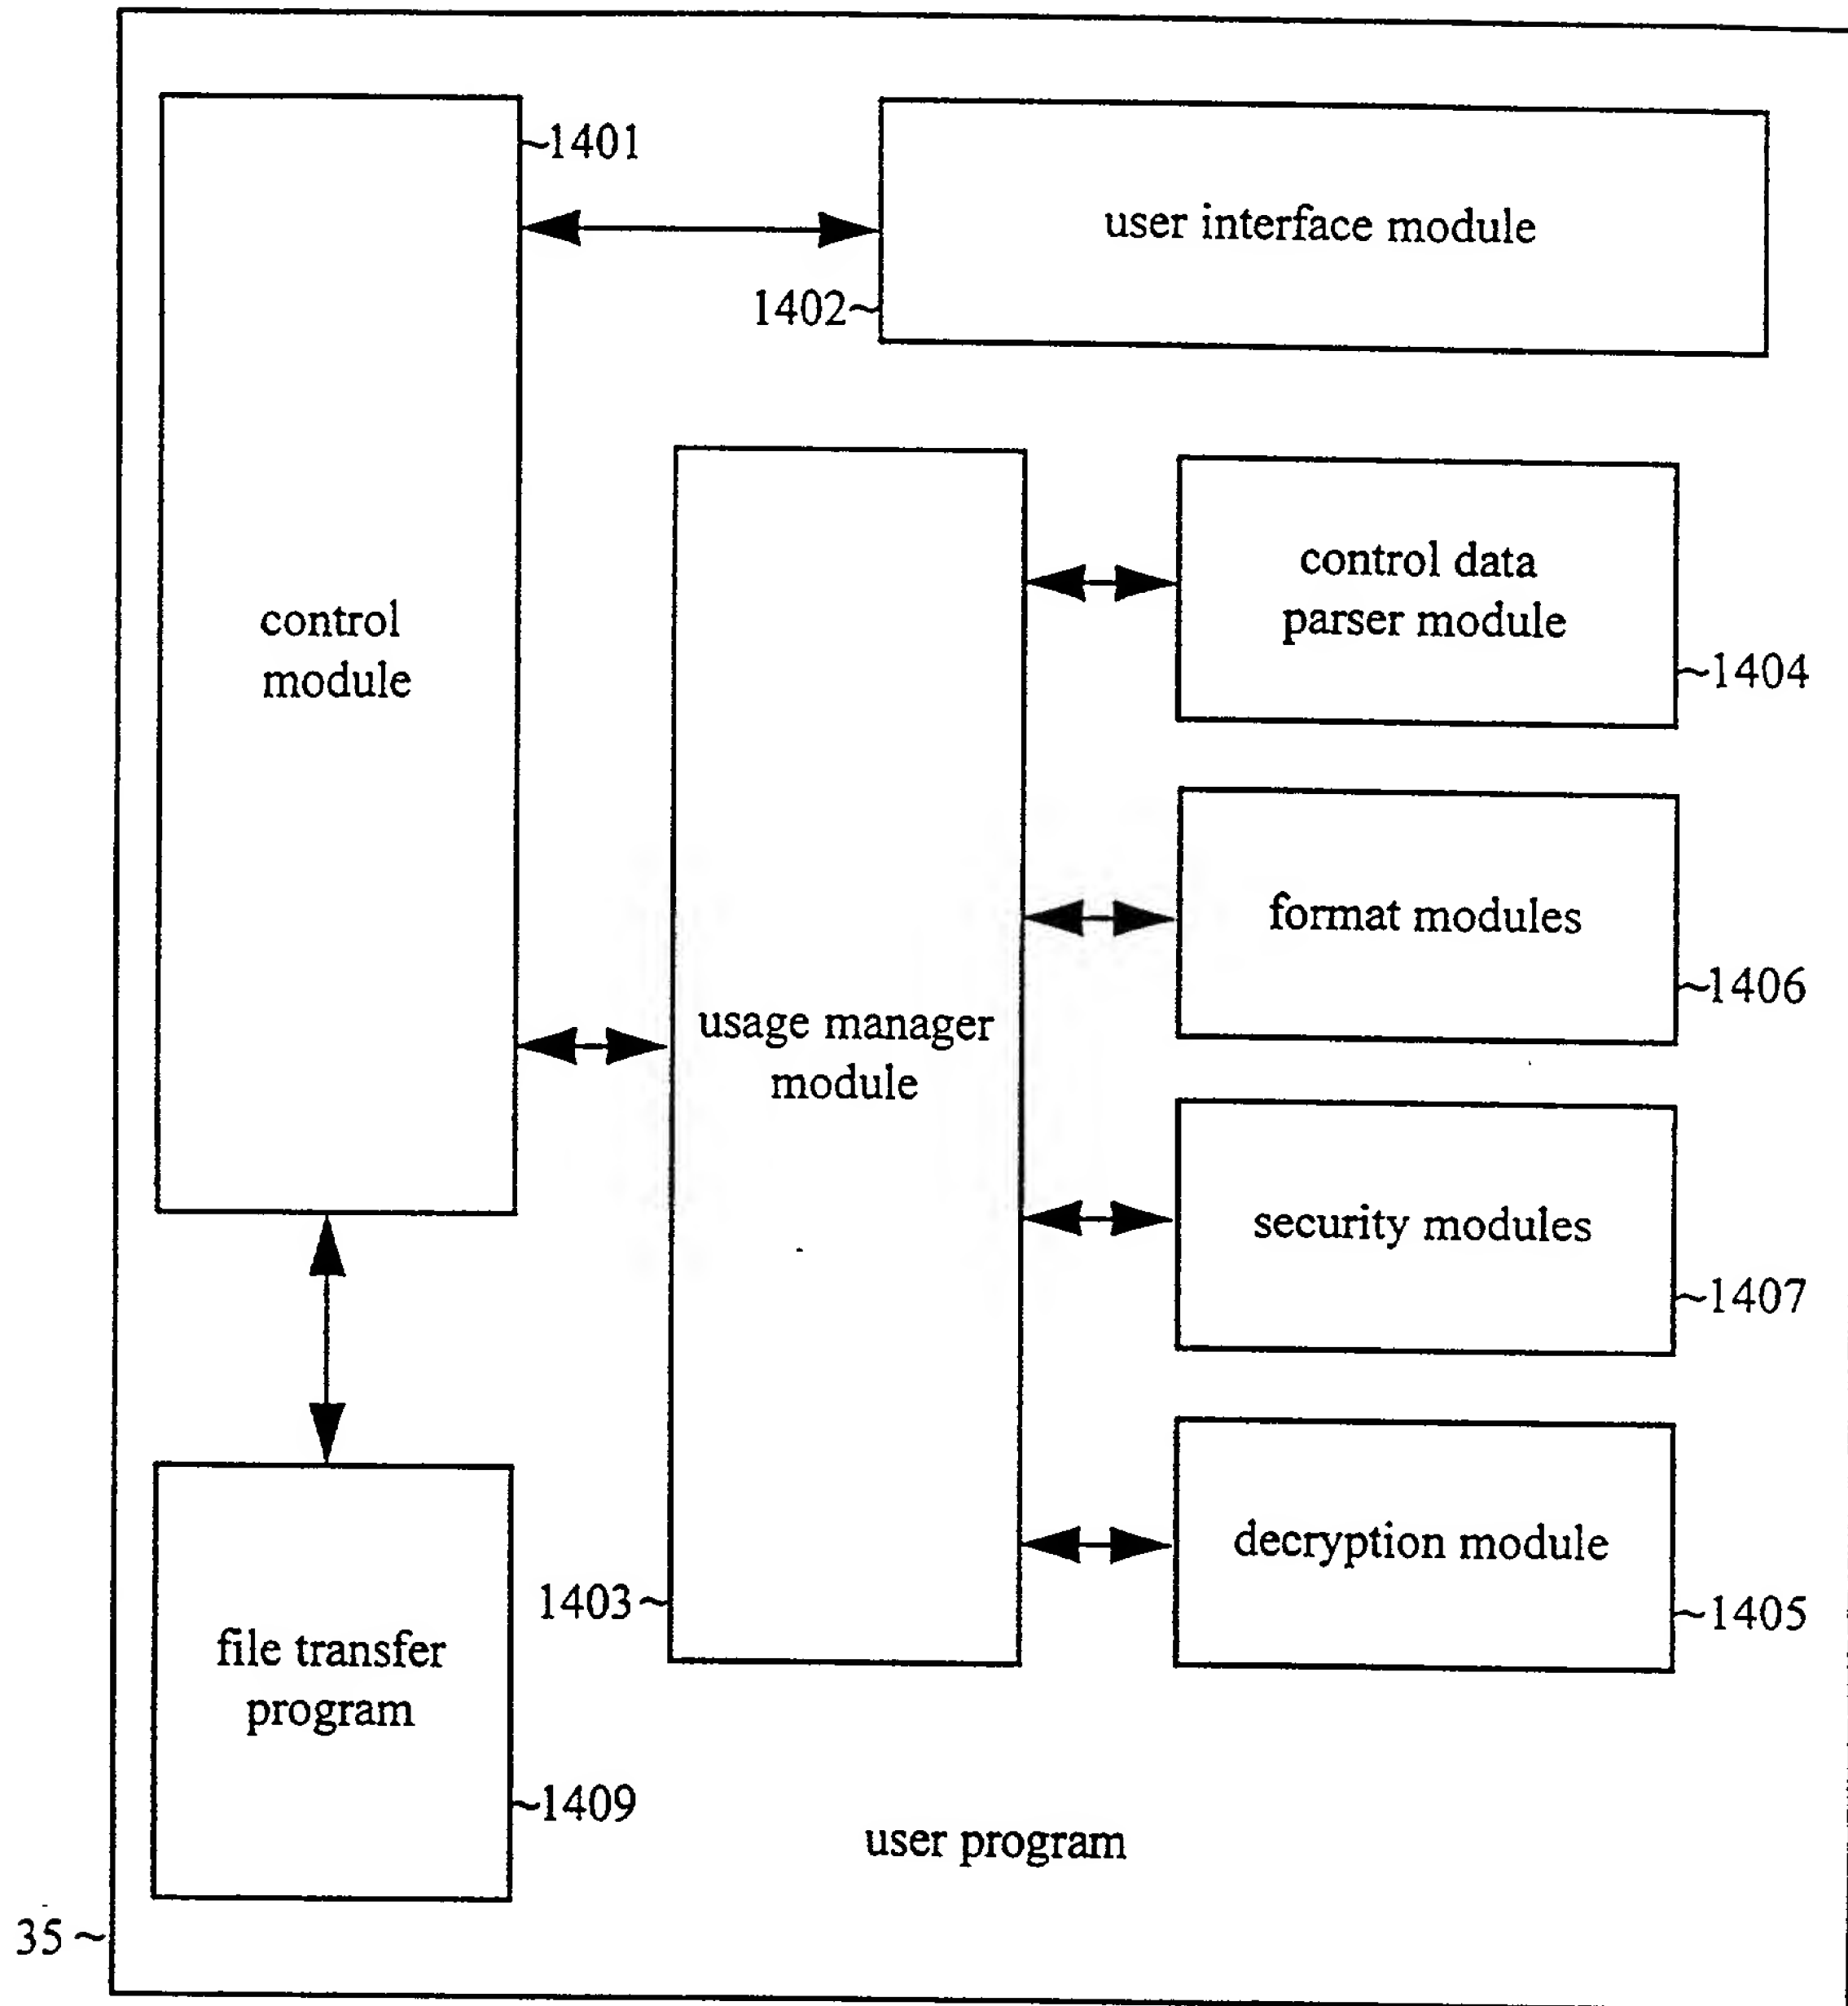 1401
user interface module
1402
control
module
control data
parser module
1404
format modules
1406
usage manager
module
security modules
1407
decryption module
1403
1405
file transfer
program
1409
user program
35